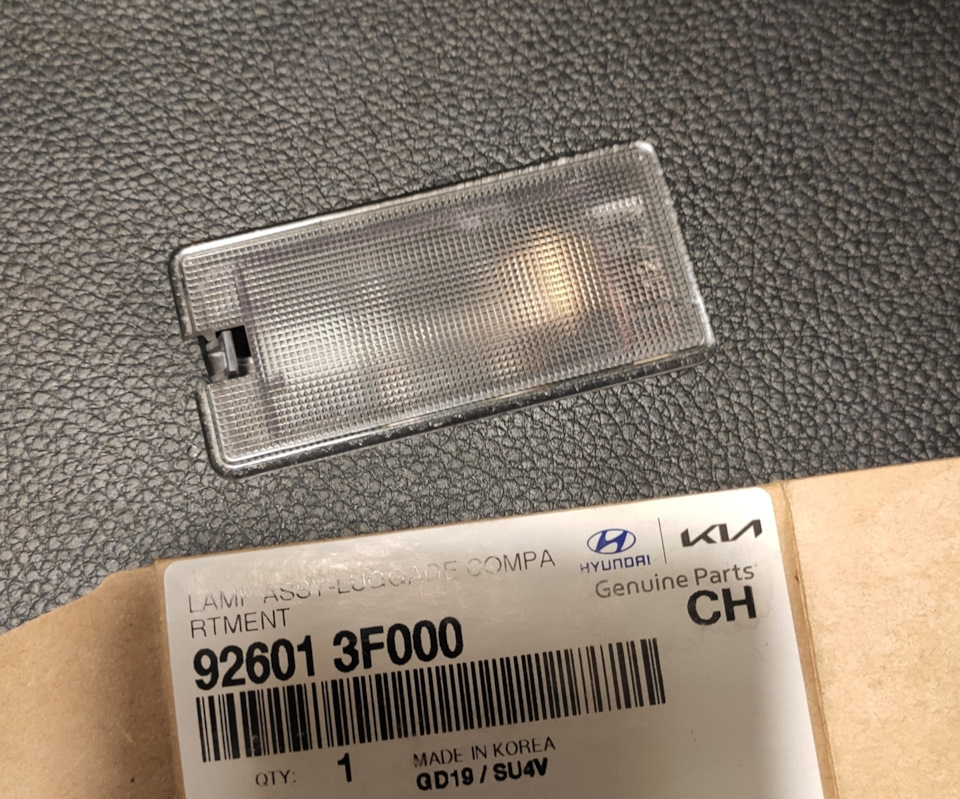 LAMP ASSY-LUGGAGE COMPA
RTMENT
HYUNDAI
KIA
Genuine Parts
CH
92601 3F000
QTY: 1
MADE IN KOREA
GD19 / SU4V